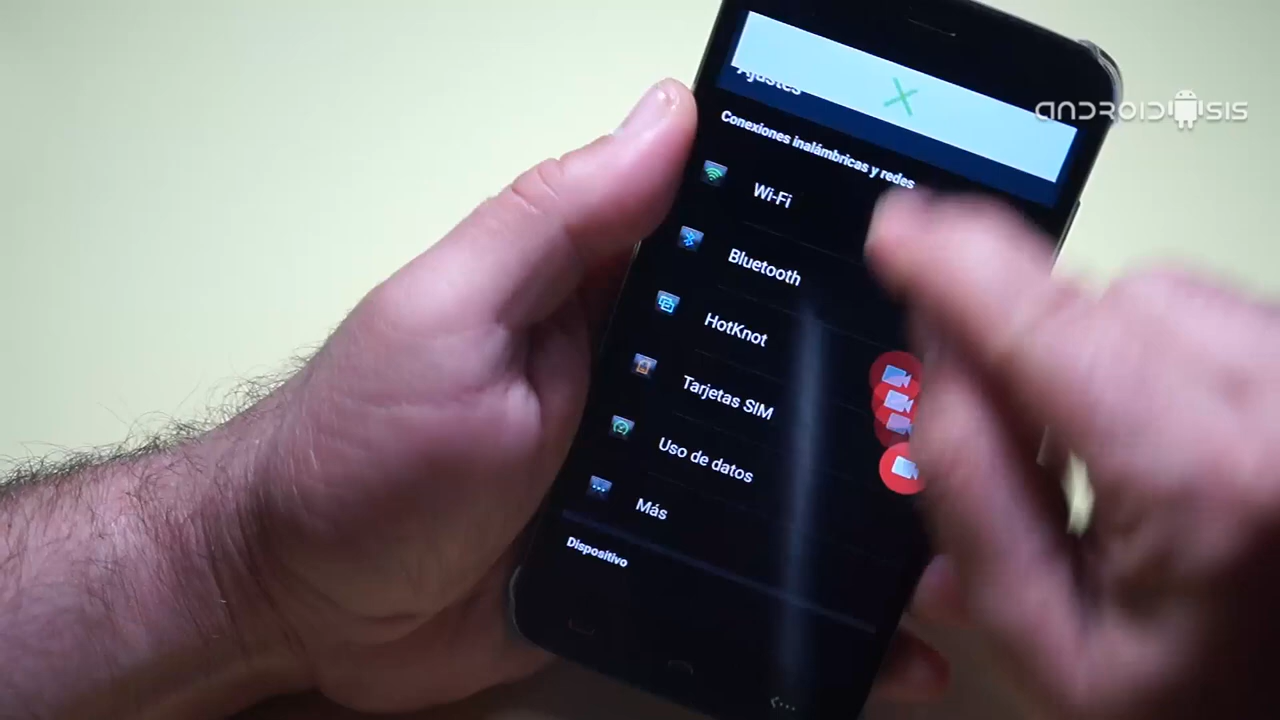 Ajustes
ANDROIDSIS
Conexiones inalámbricas y redes
Wi-Fi
Bluetooth
HotKnot
Tarjetas SIM
Uso de datos
Más
Dispositivo